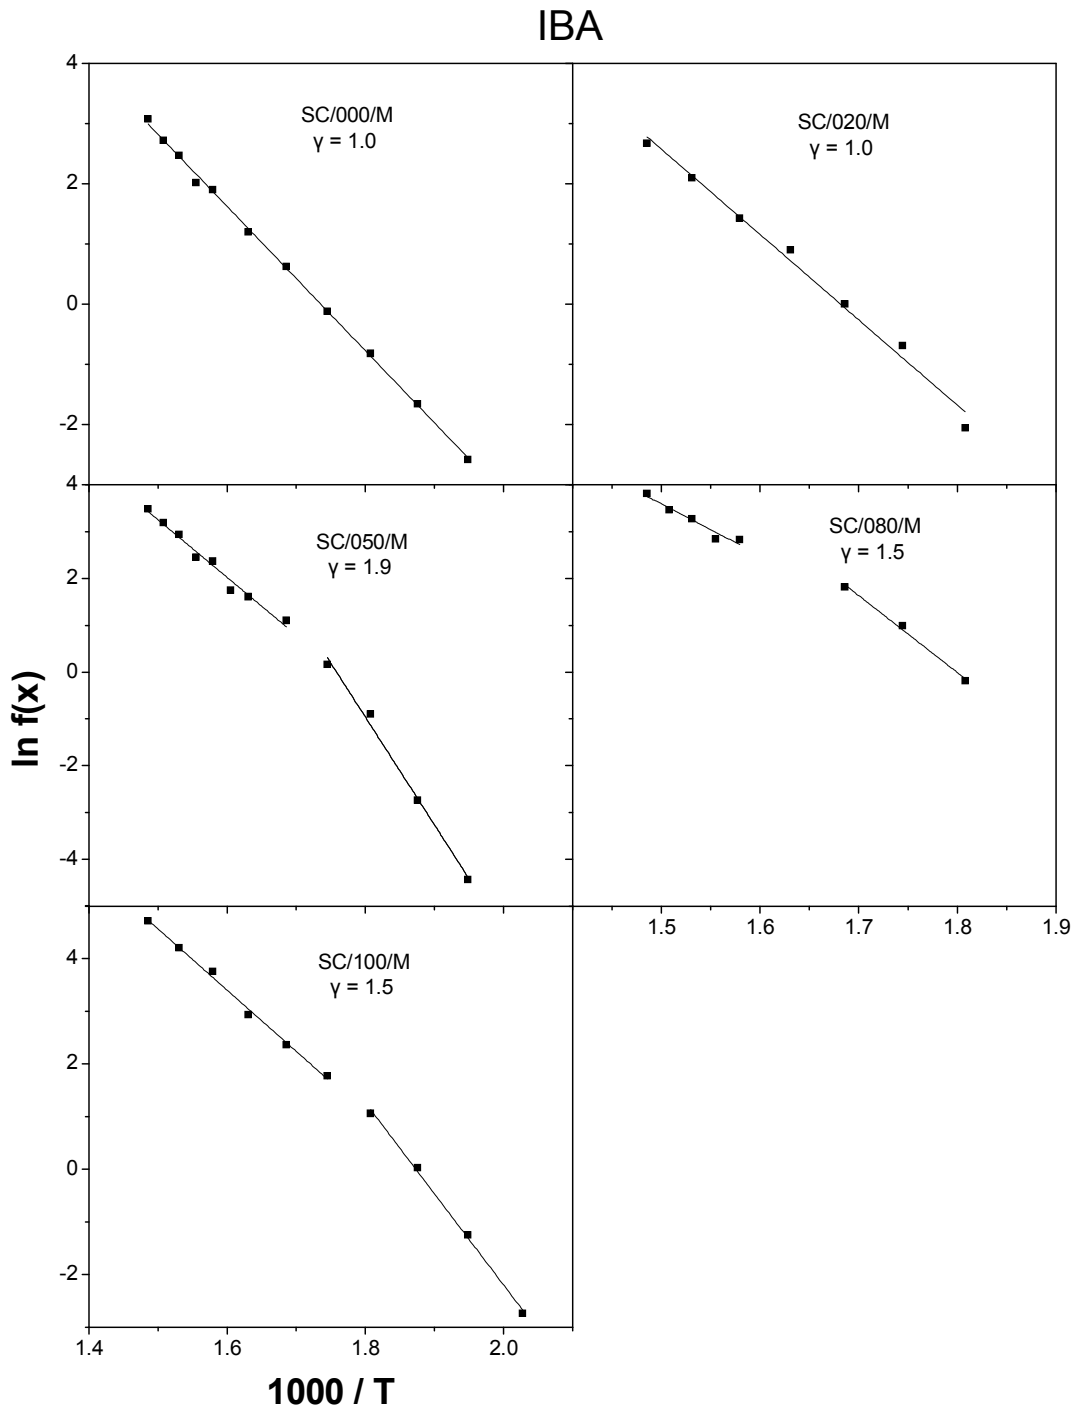 IBA
4
2
0
-2
4
SC/000/M
γ = 1.0
SC/020/M
γ = 1.0
2
0
-2
-4
SC/050/M
γ = 1.9
SC/080/M
γ = 1.5
1.5
1.6
1.7
1.8
1.9
ln f(x)
4
2
0
-2
SC/100/M
γ = 1.5
1.4
1.6
1.8
2.0
1000 / T